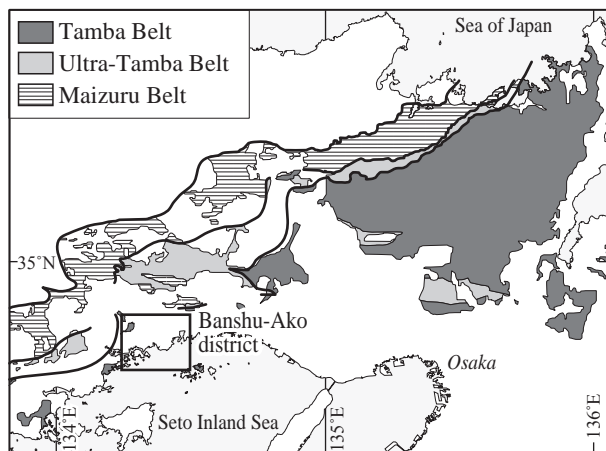 Tamba Belt
Ultra-Tamba Belt
Maizuru Belt
Sea of Japan
35°N
Banshu-Ako
district
Osaka
Seto Inland Sea
134°E
135°E
136°E